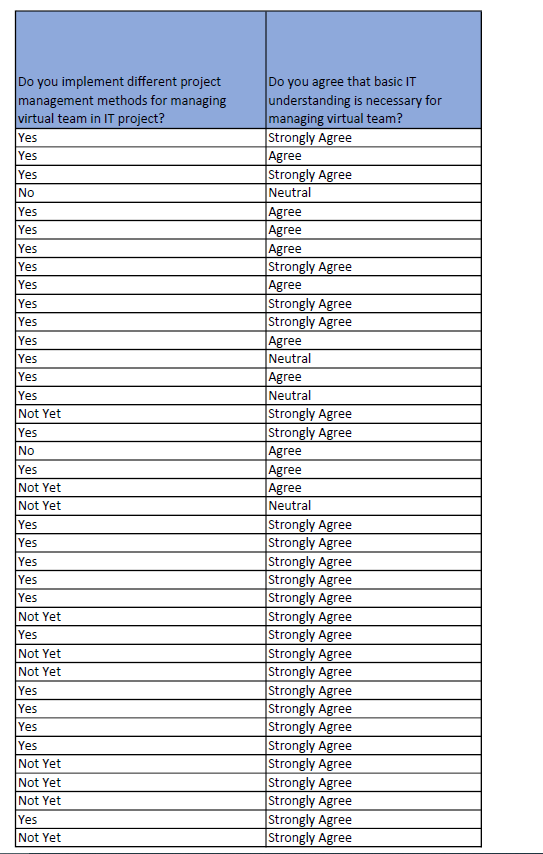 Do you implement different project management methods for managing virtual team in IT project? Do you agree that basic IT understanding is necessary for managing virtual team?
Yes Strongly Agree
Yes Agree
Yes Strongly Agree
No Neutral
Yes Agree
Yes Agree
Yes Agree
Yes Strongly Agree
Yes Agree
Yes Strongly Agree
Yes Strongly Agree
Yes Agree
Yes Neutral
Yes Agree
Yes Neutral
Not Yet Strongly Agree
Yes Strongly Agree
No Agree
Yes Agree
Not Yet Agree
Not Yet Neutral
Yes Strongly Agree
Yes Strongly Agree
Yes Strongly Agree
Yes Strongly Agree
Yes Strongly Agree
Not Yet Strongly Agree
Yes Strongly Agree
Not Yet Strongly Agree
Not Yet Strongly Agree
Yes Strongly Agree
Yes Strongly Agree
Yes Strongly Agree
Yes Strongly Agree
Not Yet Strongly Agree
Not Yet Strongly Agree
Not Yet Strongly Agree
Yes Strongly Agree
Not Yet Strongly Agree